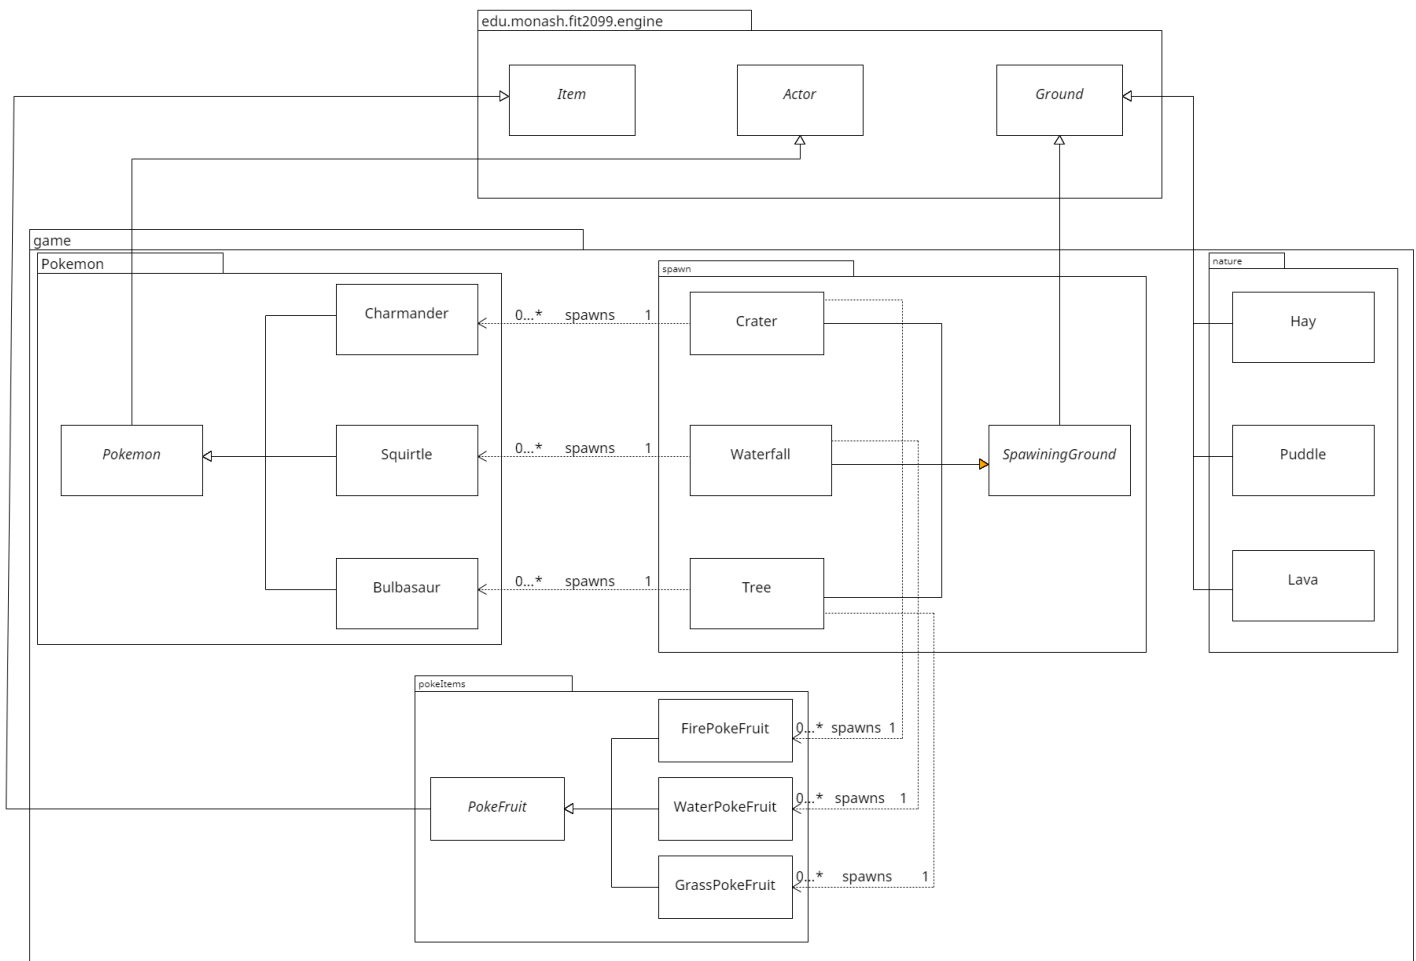 edu.monash.fit2099.engine
Item
Actor
Ground
game
Pokemon
spawn
nature
Charmander
0...* spawns 1
Crater
Hay
Pokemon
Squirtle
0...* spawns 1
Waterfall
SpawiningGround
Puddle
Bulbasaur
0...* spawns 1
Tree
Lava
pokeItems
FirePokeFruit
0...* spawns 1
PokeFruit
WaterPokeFruit
0...* spawns 1
GrassPokeFruit
0...* spawns 1